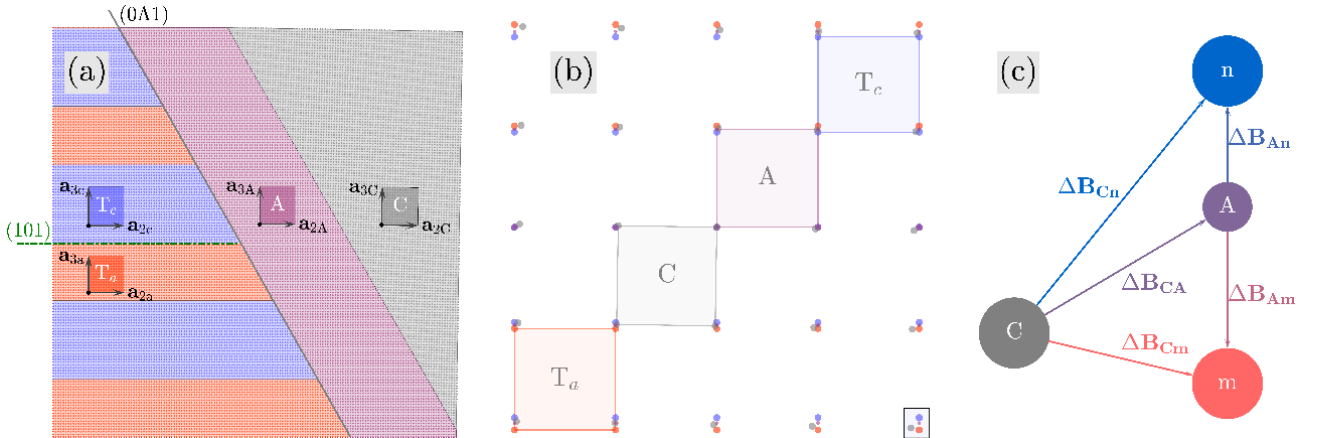 (0A1)
(a)
a3c
Tc
a2c
a3A
A
a2A
a3C
C
a2C
(101)
a3a
Ta
a2a
(b)
Tc
A
C
Ta
(c)
n
ΔBAn
ΔBCn
A
ΔBCA
ΔBAm
C
ΔBCm
m